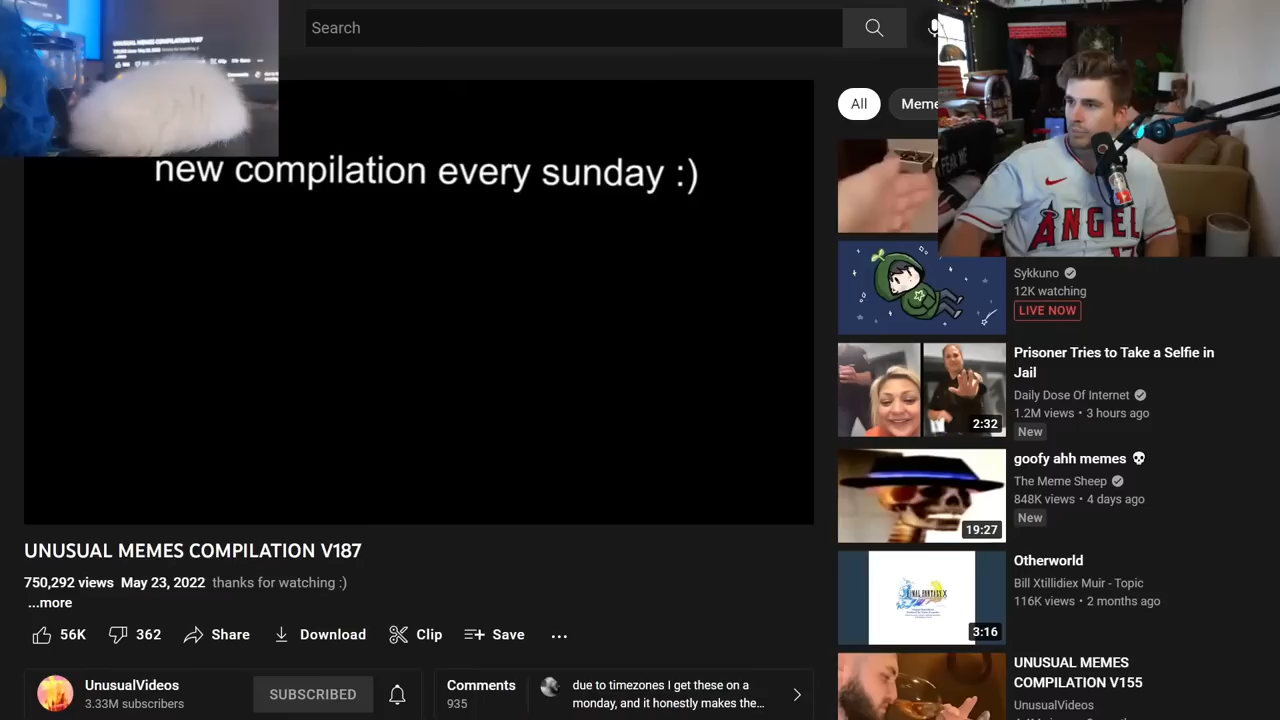 Search
new compilation every sunday :)
UNUSUAL MEMES COMPILATION V187
750,292 views May 23, 2022 thanks for watching :)
...more
56K 362 Share Download Clip Save ...
UnusualVideos
3.33M subscribers
SUBSCRIBED
Comments
935
due to timezones I get these on a
monday, and it honestly makes the...
All
Meme
FEAR ME
ANGEL
Sykkuno
12K watching
LIVE NOW
Prisoner Tries to Take a Selfie in
Jail
Daily Dose Of Internet
1.2M views • 3 hours ago
New
2:32
goofy ahh memes 💀
The Meme Sheep
848K views • 4 days ago
New
19:27
Otherworld
Bill Xtillidiex Muir - Topic
116K views • 2 months ago
FINAL FANTASY X
3:16
UNUSUAL MEMES
COMPILATION V155
UnusualVideos